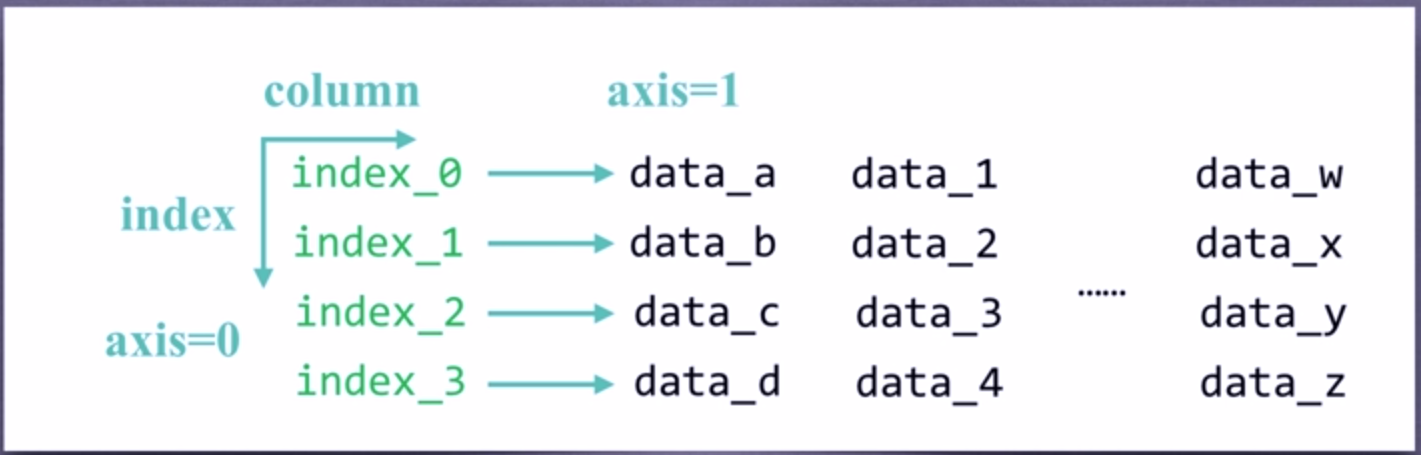 column axis=1
index_0 data_a data_1 data_w
index
index_1 data_b data_2 data_x
……
index_2 data_c data_3 data_y
axis=0
index_3 data_d data_4 data_z